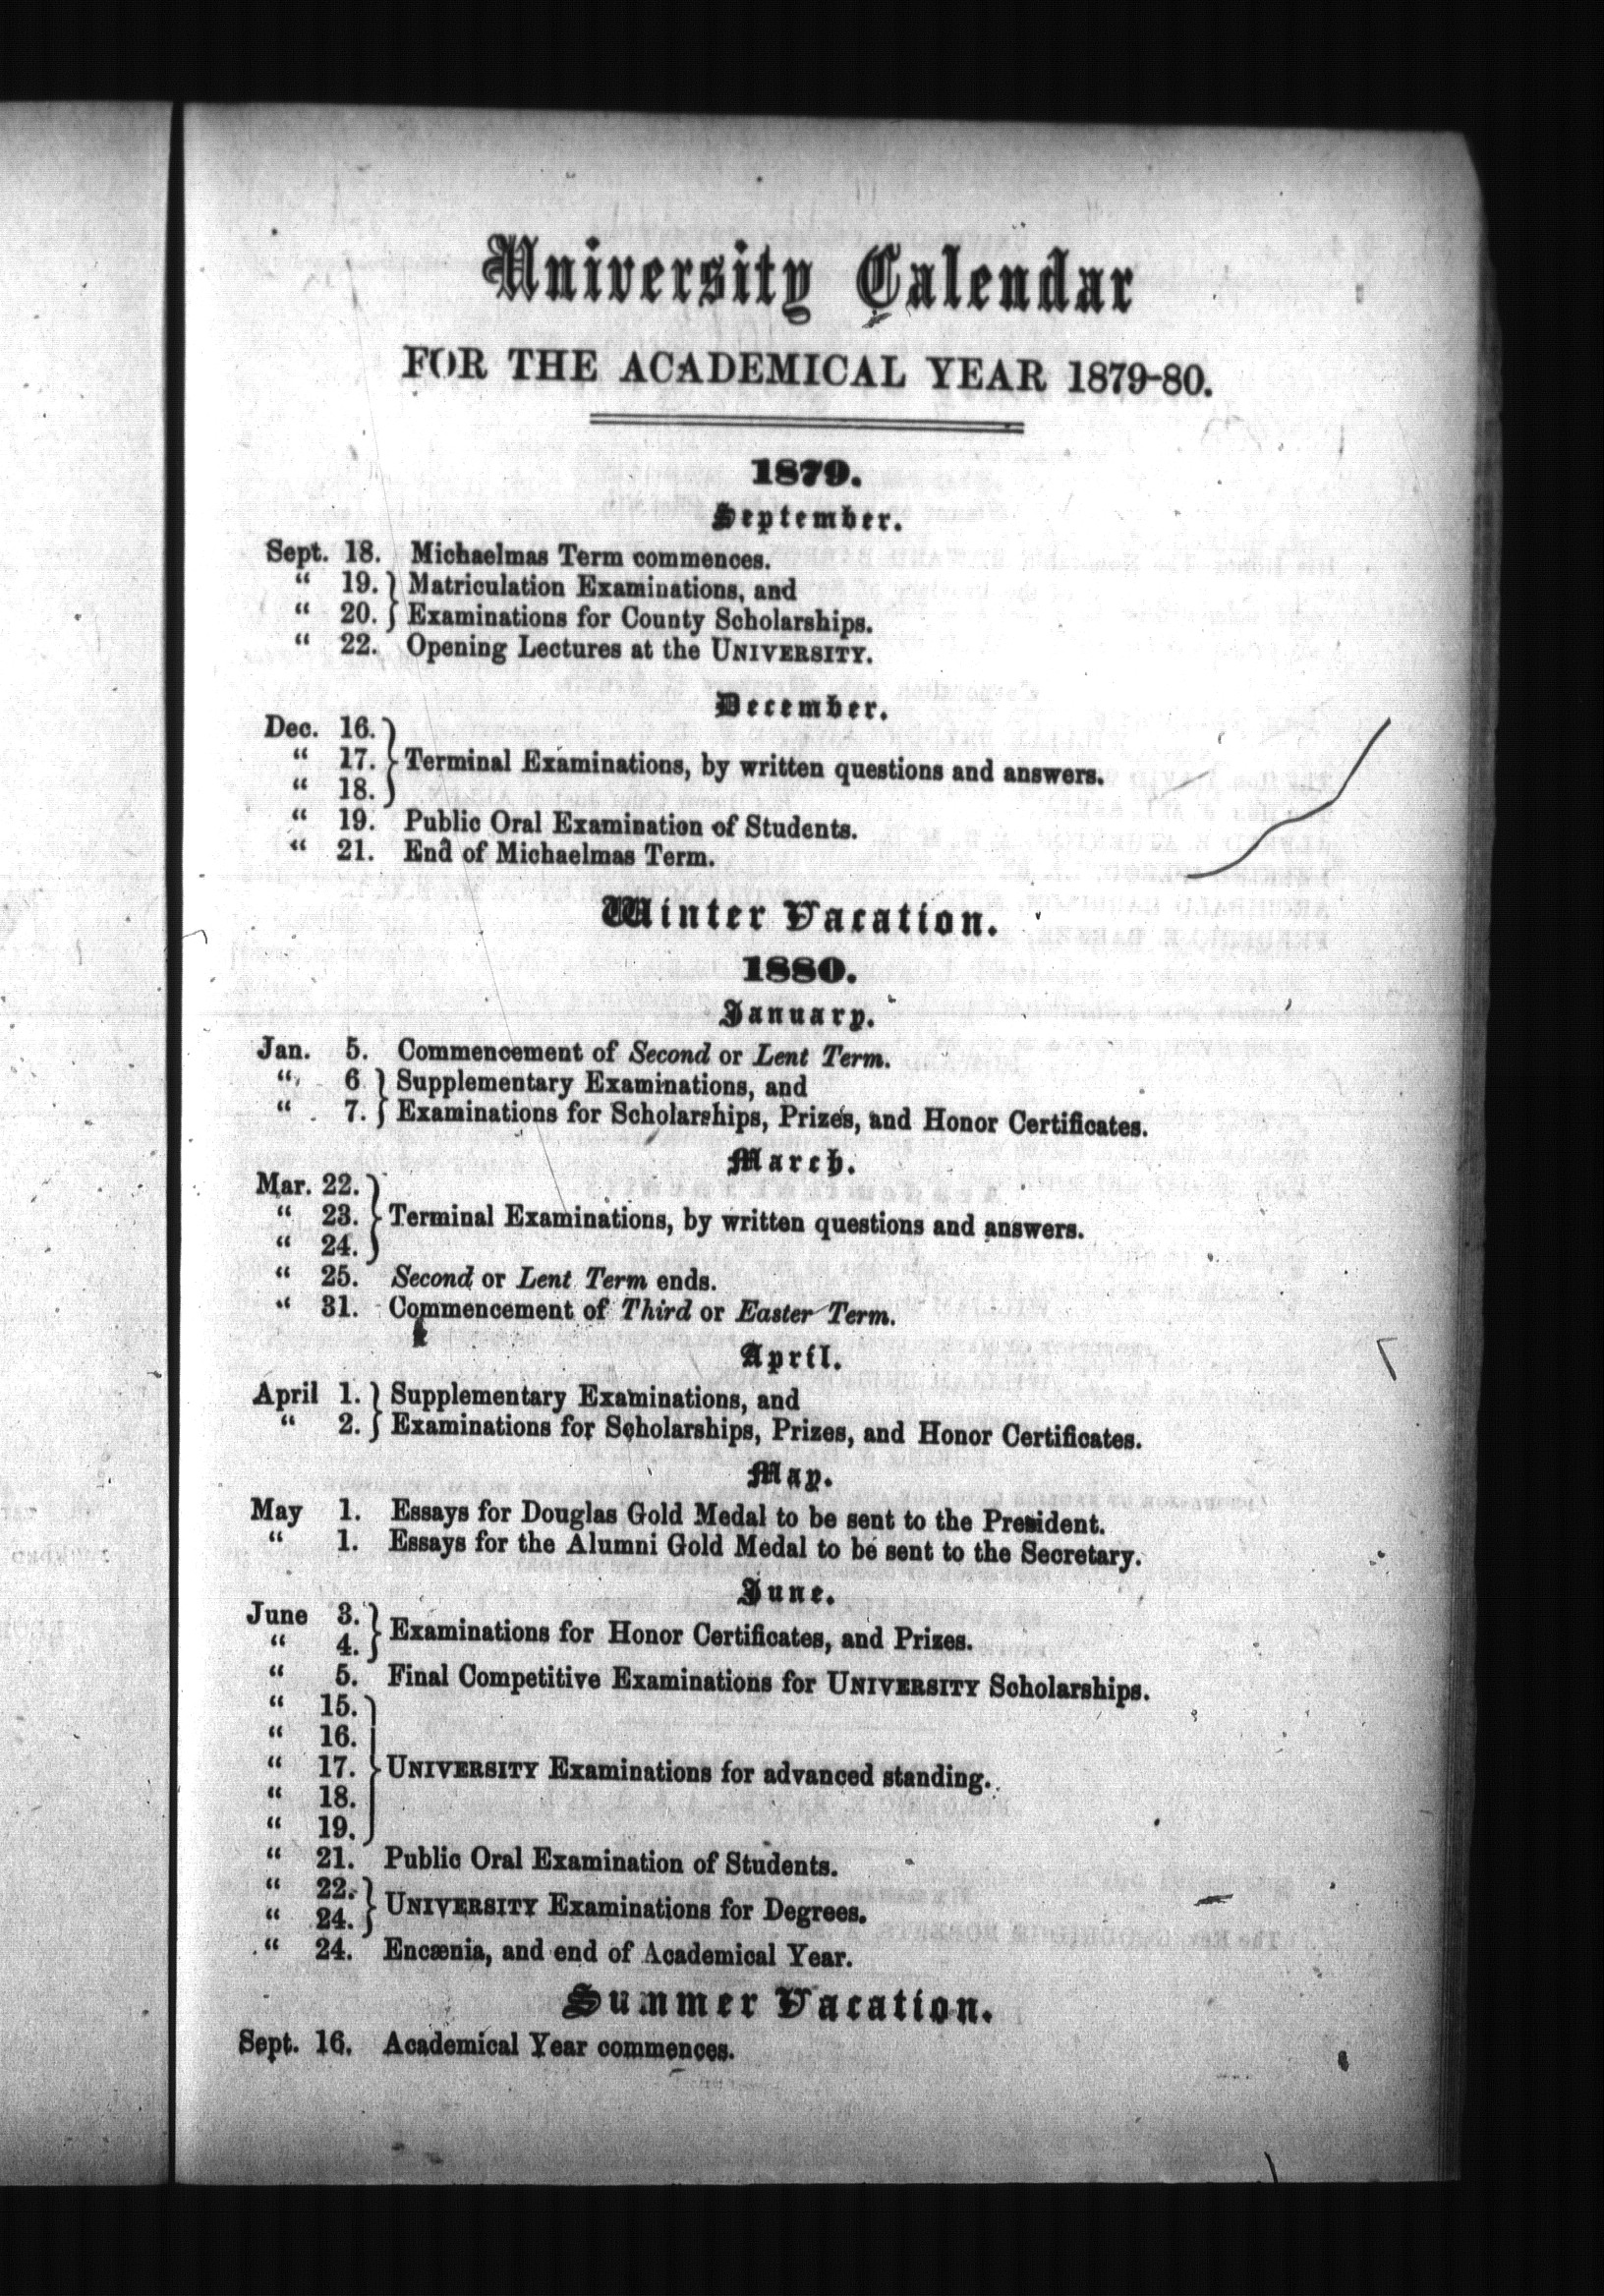 University Calendar
FOR THE ACADEMICAL YEAR 1879-80.
1879.
September.
Sept. 18. Michaelmas Term commences.
“ 19. } Matriculation Examinations, and
“ 20. } Examinations for County Scholarships.
“ 22. Opening Lectures at the UNIVERSITY.
December.
Dec. 16.
“ 17. } Terminal Examinations, by written questions and answers.
“ 18.
“ 19. Public Oral Examination of Students.
“ 21. End of Michaelmas Term.
Winter Vacation.
1880.
January.
Jan. 5. Commencement of Second or Lent Term.
“ 6 } Supplementary Examinations, and
“ 7. } Examinations for Scholarships, Prizes, and Honor Certificates.
March.
Mar. 22.
“ 23. } Terminal Examinations, by written questions and answers.
“ 24.
“ 25. Second or Lent Term ends.
“ 31. Commencement of Third or Easter Term.
April.
April 1. } Supplementary Examinations, and
“ 2. } Examinations for Scholarships, Prizes, and Honor Certificates.
May.
May 1. Essays for Douglas Gold Medal to be sent to the President.
“ 1. Essays for the Alumni Gold Medal to be sent to the Secretary.
June.
June 3. } Examinations for Honor Certificates, and Prizes.
“ 4.
“ 5. Final Competitive Examinations for UNIVERSITY Scholarships.
“ 15.
“ 16.
“ 17. } UNIVERSITY Examinations for advanced standing.
“ 18.
“ 19.
“ 21. Public Oral Examination of Students.
“ 22. } UNIVERSITY Examinations for Degrees.
“ 24.
“ 24. Encænia, and end of Academical Year.
Summer Vacation.
Sept. 16. Academical Year commences.